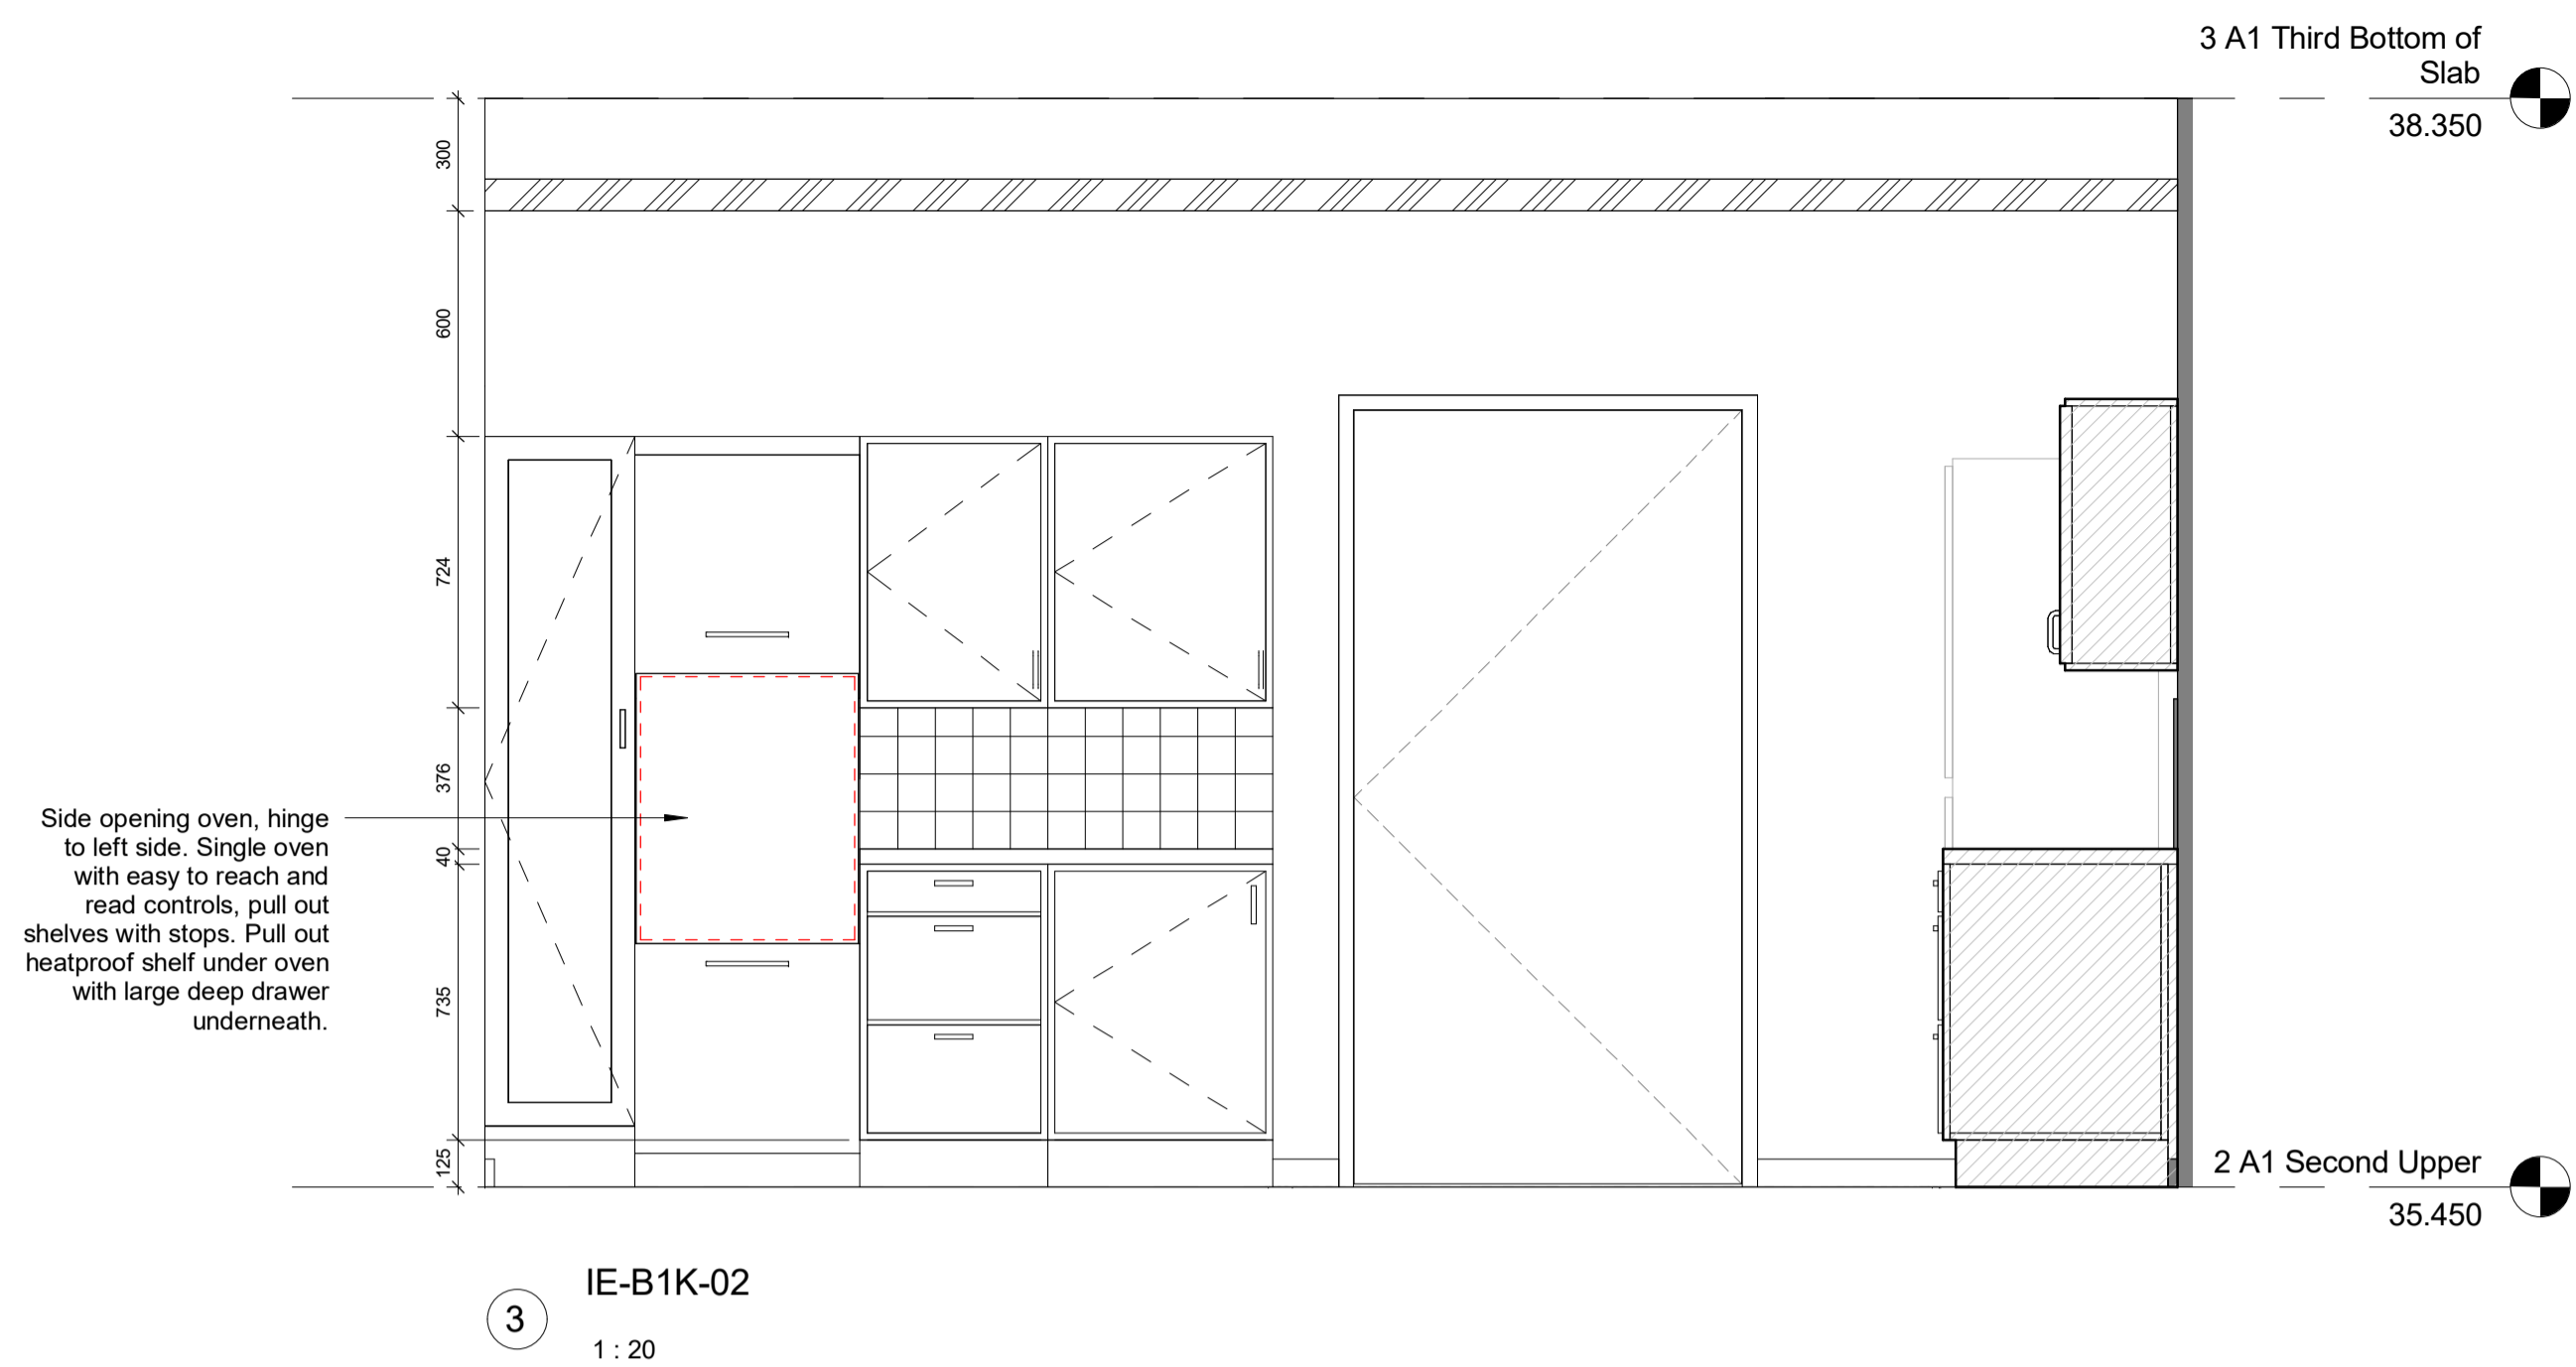 3 A1 Third Bottom of
Slab
38.350
300
600
724
376
40
735
125
Side opening oven, hinge
to left side. Single oven
with easy to reach and
read controls, pull out
shelves with stops. Pull out
heatproof shelf under oven
with large deep drawer
underneath.
2 A1 Second Upper
35.450
IE-B1K-02
3
1 : 20